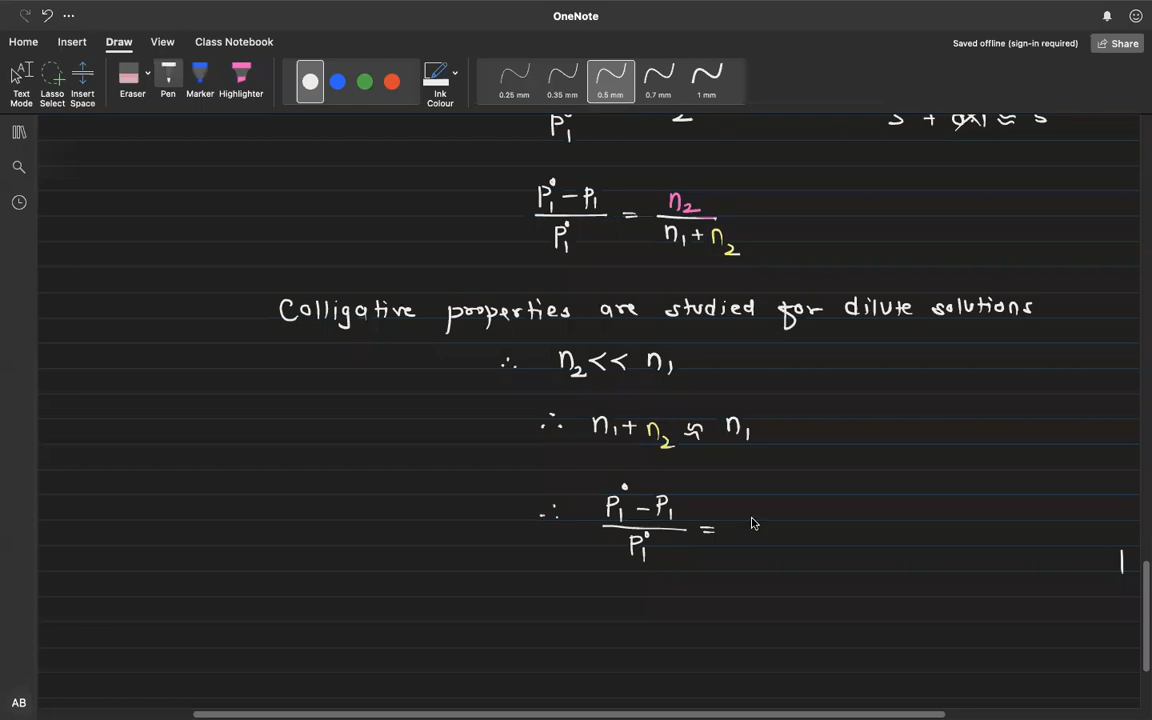 OneNote
Home Insert Draw View Class Notebook
Saved offline (sign-in required) Share
Text Mode
Lasso Select
Insert Space
Eraser
Pen
Marker
Highlighter
Ink Colour
0.25 mm 0.35 mm 0.5 mm 0.7 mm 1 mm
P₁° 2
(P₁° − P₁)/P₁° = n₂/(n₁ + n₂)
Colligative properties are studied for dilute solutions
∴ n₂ << n₁
∴ n₁ + n₂ ≈ n₁
∴ (P₁° − P₁)/P₁° =
AB